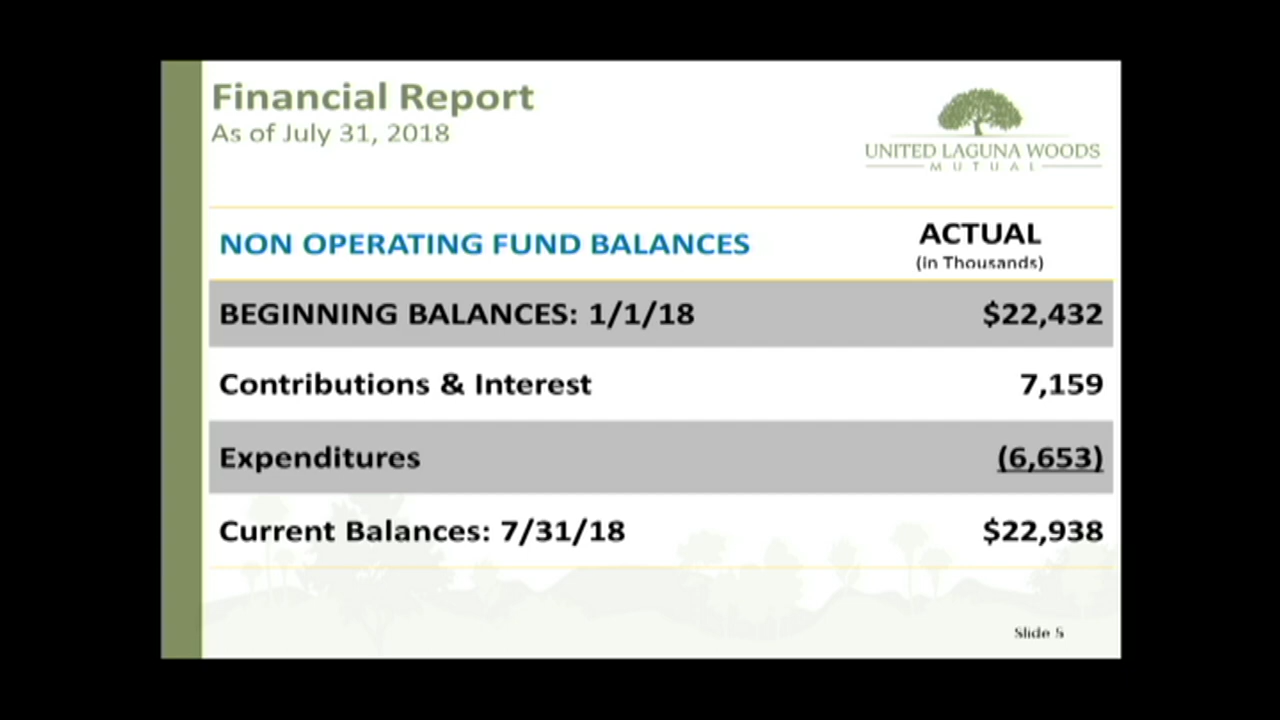 Financial Report
As of July 31, 2018
UNITED LAGUNA WOODS
MUTUAL
NON OPERATING FUND BALANCES
ACTUAL
(in Thousands)
BEGINNING BALANCES: 1/1/18 $22,432
Contributions & Interest 7,159
Expenditures (6,653)
Current Balances: 7/31/18 $22,938
Slide 5